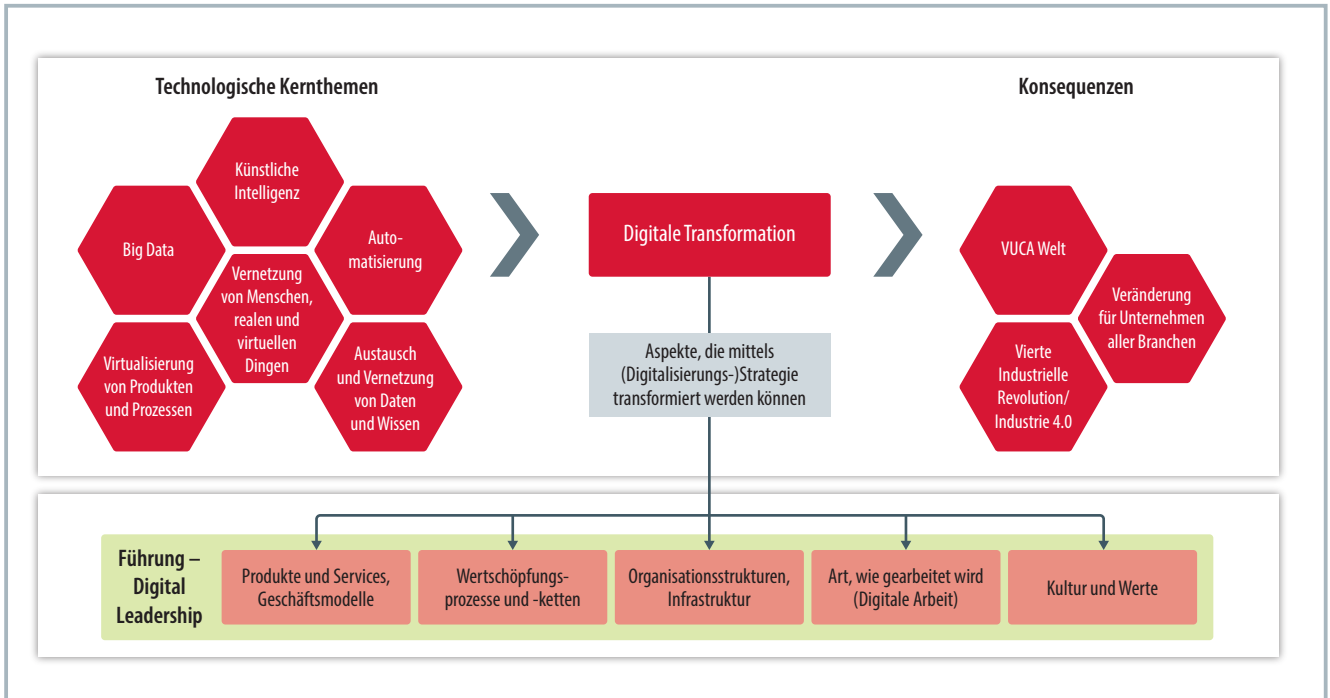 Technologische Kernthemen
Künstliche
Intelligenz
Big Data
Auto-
matisierung
Vernetzung
von Menschen,
realen und
virtuellen
Dingen
Virtualisierung
von Produkten
und Prozessen
Austausch
und Vernetzung
von Daten
und Wissen
Digitale Transformation
Aspekte, die mittels
(Digitalisierungs-)Strategie
transformiert werden können
Konsequenzen
VUCA Welt
Veränderung
für Unternehmen
aller Branchen
Vierte
Industrielle
Revolution/
Industrie 4.0
Führung –
Digital
Leadership
Produkte und Services,
Geschäftsmodelle
Wertschöpfungs-
prozesse und -ketten
Organisationsstrukturen,
Infrastruktur
Art, wie gearbeitet wird
(Digitale Arbeit)
Kultur und Werte